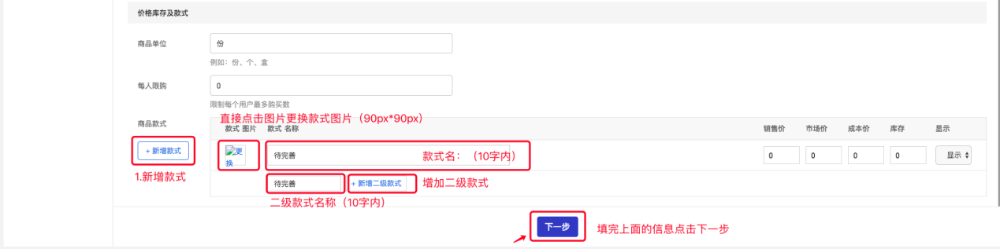 价格库存及款式
商品单位
份
例如：份、个、盒
每人限购
0
限制每个用户最多购买数
直接点击图片更换款式图片（90px*90px）
商品款式
款式 图片 款式 名称 销售价 市场价 成本价 库存 显示
+ 新增款式
更换
待完善
款式名：（10字内）
0 0 0 0 显示
1.新增款式
待完善
+ 新增二级款式
增加二级款式
二级款式名称（10字内）
下一步
填完上面的信息点击下一步